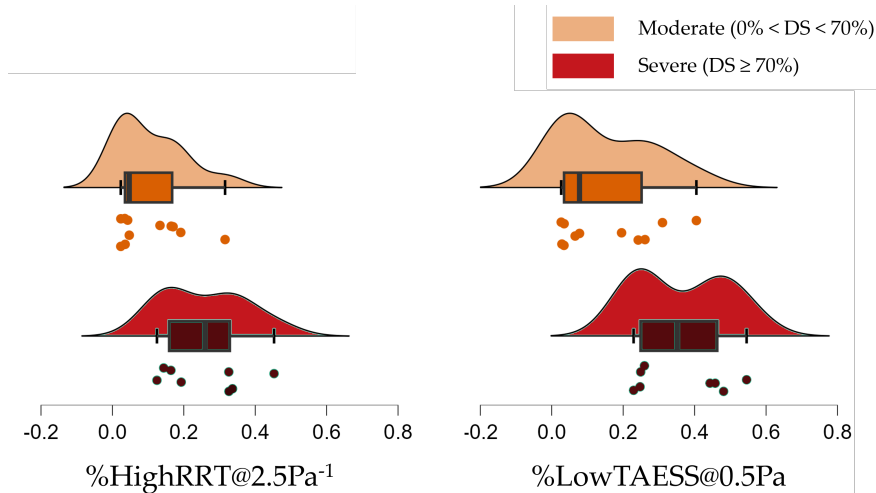 Moderate (0% < DS < 70%)
Severe (DS ≥ 70%)
-0.2 0.0 0.2 0.4 0.6 0.8
-0.2 0.0 0.2 0.4 0.6 0.8
%HighRRT@2.5Pa⁻¹
%LowTAESS@0.5Pa